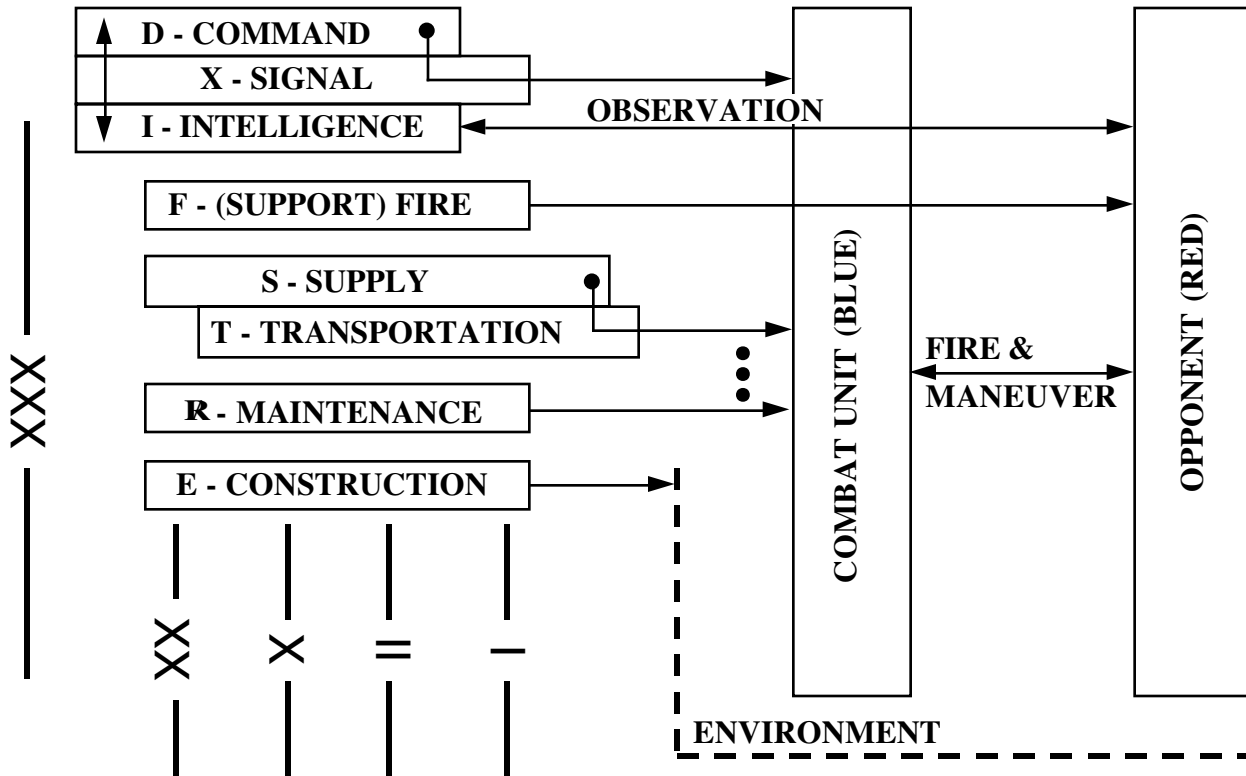 D - COMMAND
X - SIGNAL
I - INTELLIGENCE
OBSERVATION
F - (SUPPORT) FIRE
S - SUPPLY
T - TRANSPORTATION
- MAINTENANCE
E - CONSTRUCTION
COMBAT UNIT (BLUE)
FIRE &
MANEUVER
OPPONENT (RED)
XXX
XX
X
II
I
ENVIRONMENT